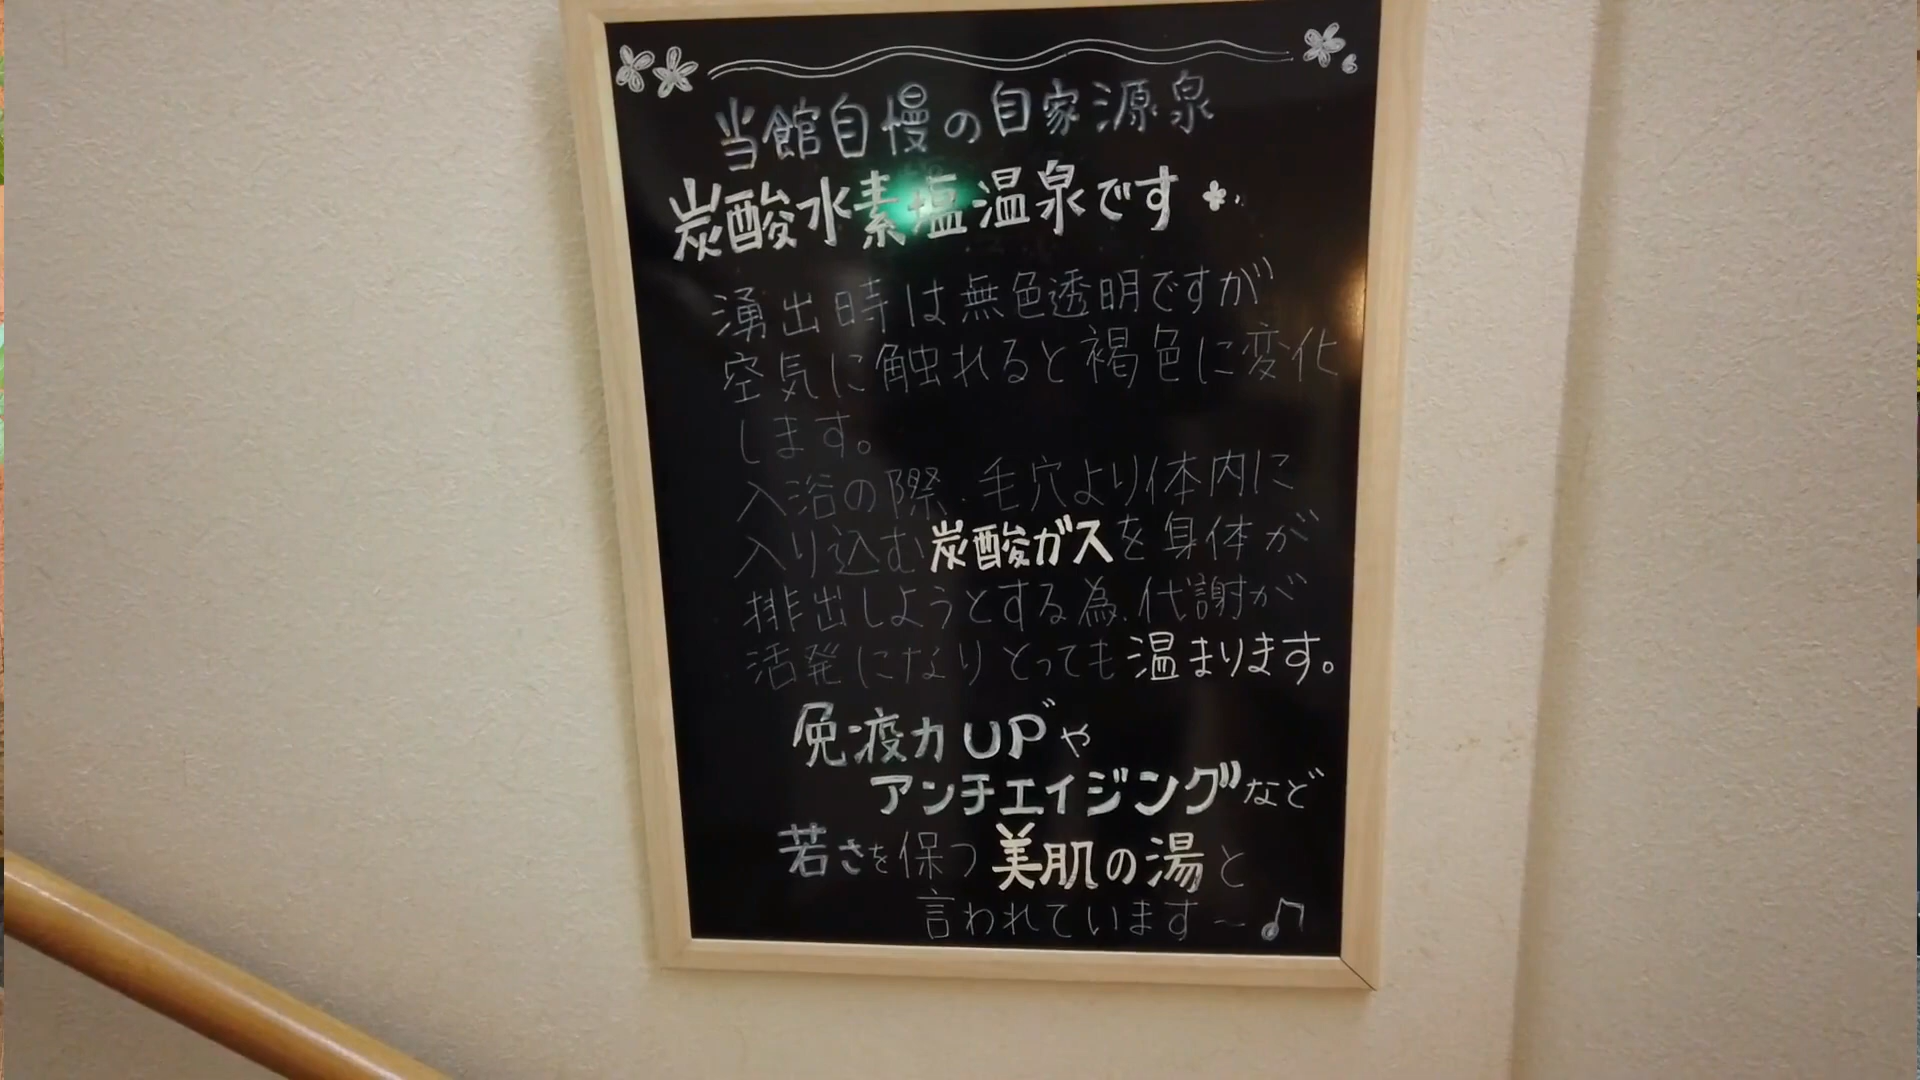 当館自慢の自家源泉
炭酸水素塩温泉です
湧出時は無色透明ですが
空気に触れると褐色に変化
します。
入浴の際、毛穴より体内に
入り込む炭酸ガスを身体が
排出しようとする為、代謝が
活発になりとっても温まります。
免疫力UPや
アンチエイジングなど
若さを保つ美肌の湯と
言われています~♪